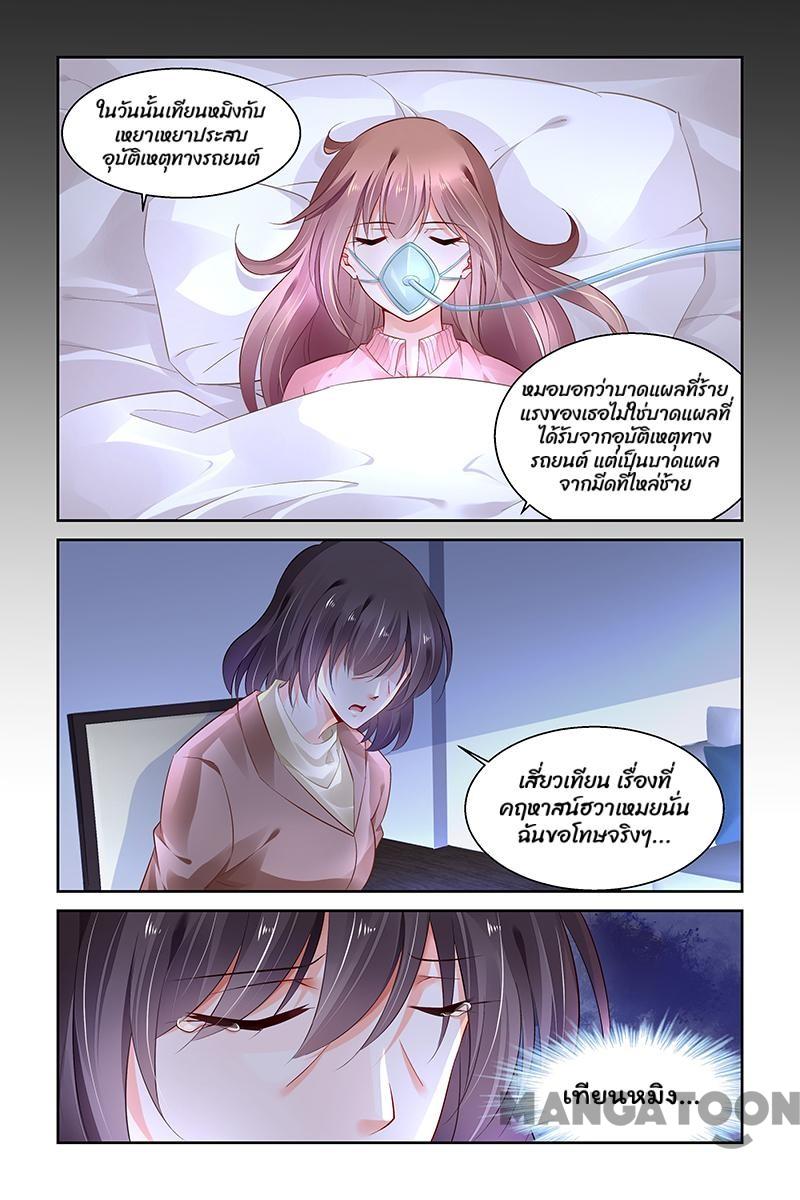 ในวันนั้นเทียนหมิงกับ
เหยาเหยาประสบ
อุบัติเหตุทางรถยนต์
หมอบอกว่าบาดแผลที่ร้าย
แรงของเธอไม่ใช่บาดแผลที่
ได้รับจากอุบัติเหตุทาง
รถยนต์ แต่เป็นบาดแผล
จากมีดที่ไหล่ซ้าย
เสี่ยวเทียน เรื่องที่
คฤหาสน์ฮวาเหมยนั่น
ฉันขอโทษจริงๆ...
เทียนหมิง...
MANGATOON